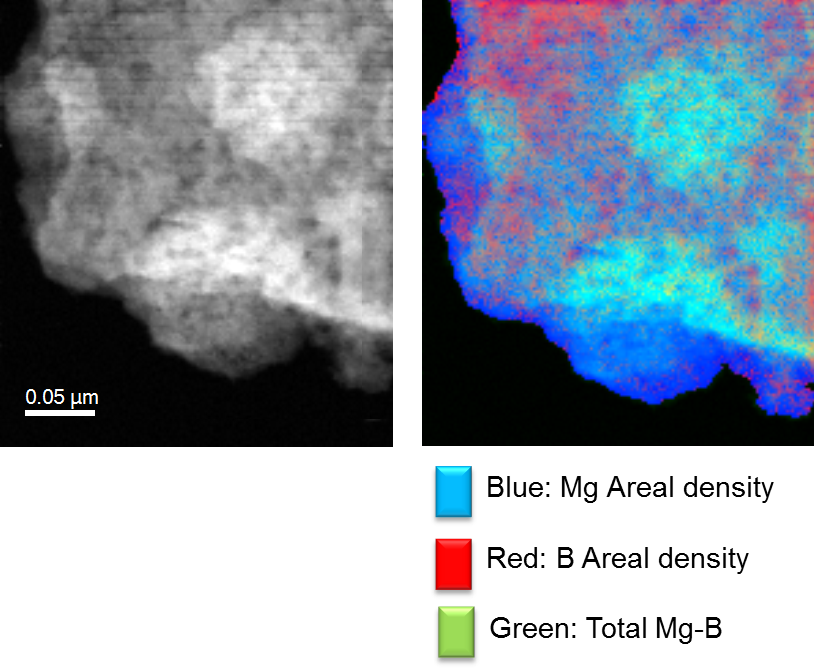 0.05 µm
Blue: Mg Areal density
Red: B Areal density
Green: Total Mg-B